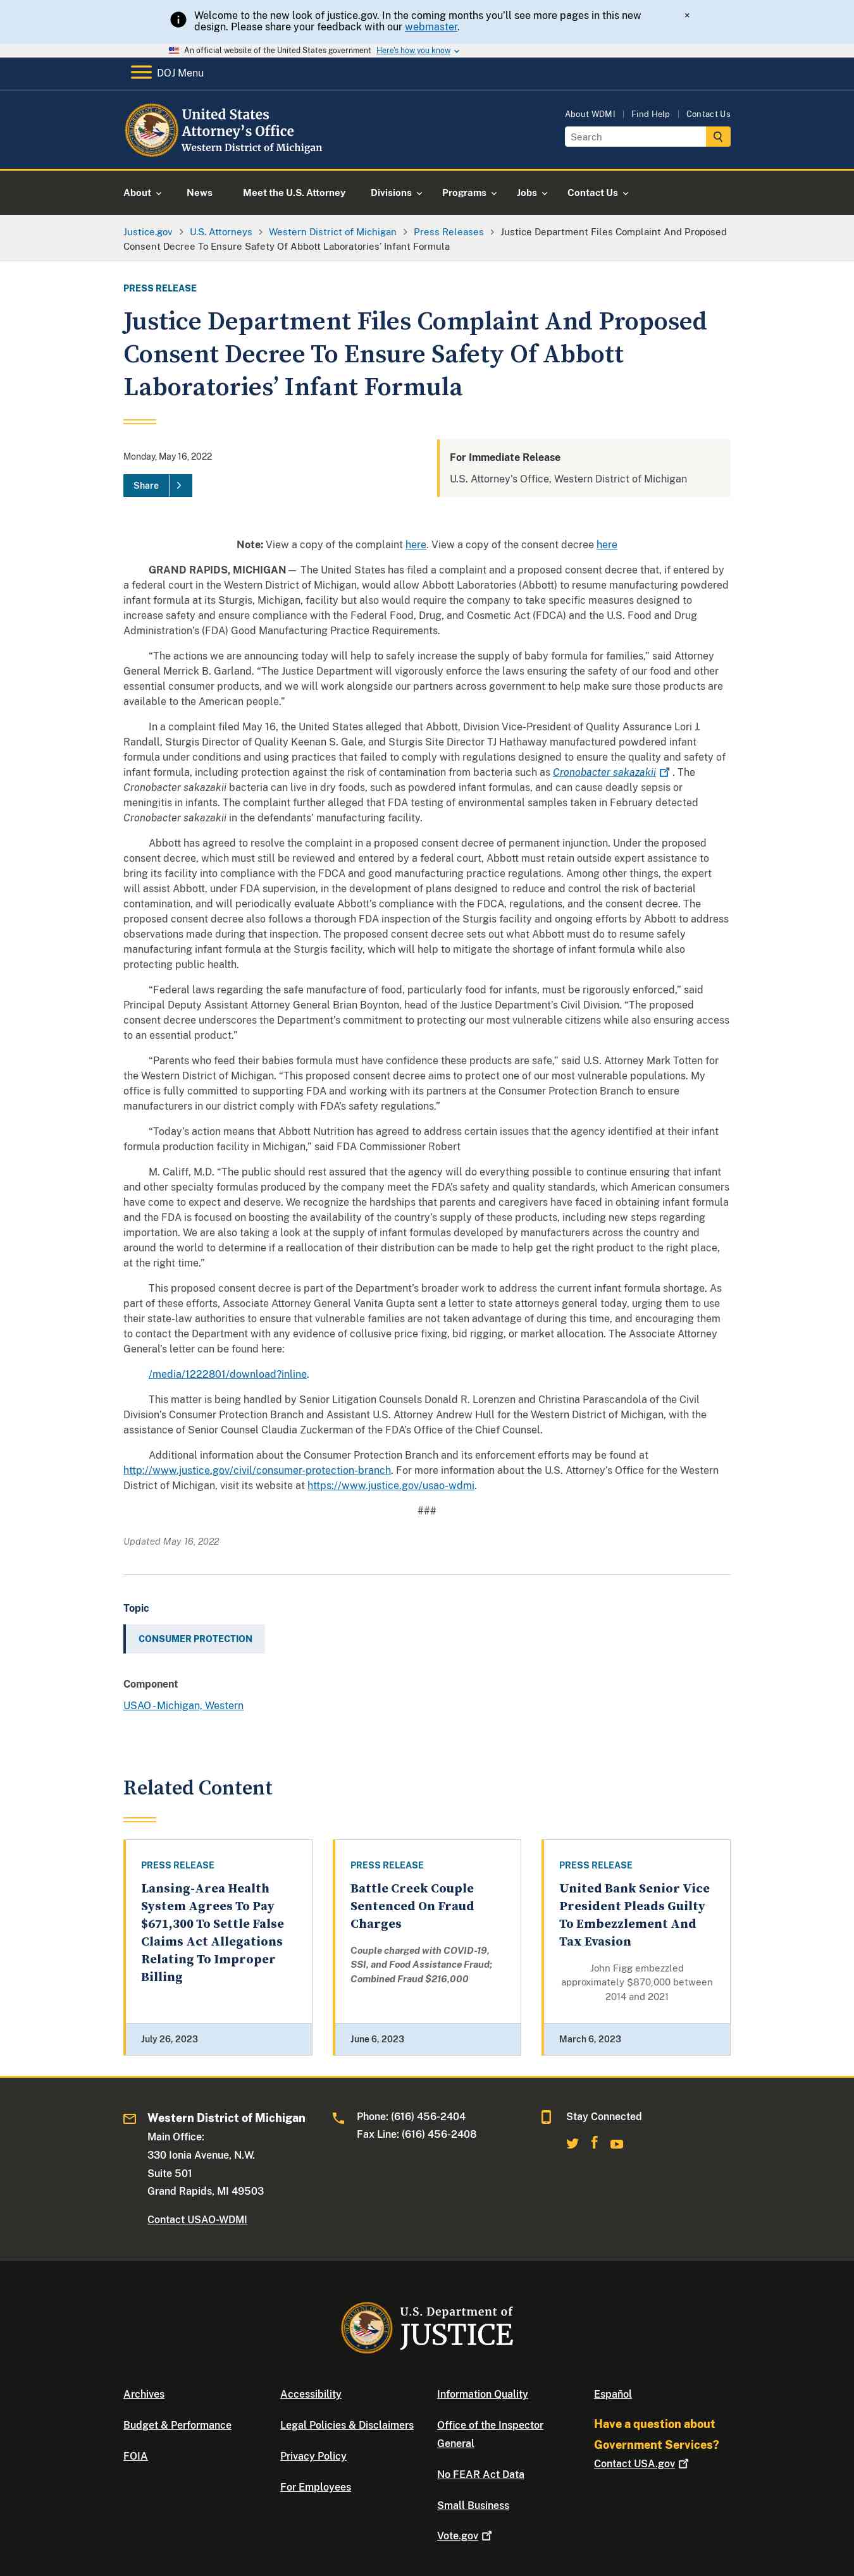 Welcome to the new look of justice.gov. In the coming months you'll see more pages in this new
design. Please share your feedback with our webmaster.
×
An official website of the United States government Here's how you know
DOJ Menu
United States
Attorney's Office
Western District of Michigan
About WDMI | Find Help | Contact Us
Search
About News Meet the U.S. Attorney Divisions Programs Jobs Contact Us
Justice.gov > U.S. Attorneys > Western District of Michigan > Press Releases > Justice Department Files Complaint And Proposed
Consent Decree To Ensure Safety Of Abbott Laboratories' Infant Formula
PRESS RELEASE
Justice Department Files Complaint And Proposed
Consent Decree To Ensure Safety Of Abbott
Laboratories' Infant Formula
Monday, May 16, 2022
Share >
For Immediate Release
U.S. Attorney's Office, Western District of Michigan
Note: View a copy of the complaint here. View a copy of the consent decree here
GRAND RAPIDS, MICHIGAN — The United States has filed a complaint and a proposed consent decree that, if entered by
a federal court in the Western District of Michigan, would allow Abbott Laboratories (Abbott) to resume manufacturing powdered
infant formula at its Sturgis, Michigan, facility but also would require the company to take specific measures designed to
increase safety and ensure compliance with the Federal Food, Drug, and Cosmetic Act (FDCA) and the U.S. Food and Drug
Administration's (FDA) Good Manufacturing Practice Requirements.
“The actions we are announcing today will help to safely increase the supply of baby formula for families,” said Attorney
General Merrick B. Garland. “The Justice Department will vigorously enforce the laws ensuring the safety of our food and other
essential consumer products, and we will work alongside our partners across government to help make sure those products are
available to the American people.”
In a complaint filed May 16, the United States alleged that Abbott, Division Vice-President of Quality Assurance Lori J.
Randall, Sturgis Director of Quality Keenan S. Gale, and Sturgis Site Director TJ Hathaway manufactured powdered infant
formula under conditions and using practices that failed to comply with regulations designed to ensure the quality and safety of
infant formula, including protection against the risk of contamination from bacteria such as Cronobacter sakazakii . The
Cronobacter sakazakii bacteria can live in dry foods, such as powdered infant formulas, and can cause deadly sepsis or
meningitis in infants. The complaint further alleged that FDA testing of environmental samples taken in February detected
Cronobacter sakazakii in the defendants' manufacturing facility.
Abbott has agreed to resolve the complaint in a proposed consent decree of permanent injunction. Under the proposed
consent decree, which must still be reviewed and entered by a federal court, Abbott must retain outside expert assistance to
bring its facility into compliance with the FDCA and good manufacturing practice regulations. Among other things, the expert
will assist Abbott, under FDA supervision, in the development of plans designed to reduce and control the risk of bacterial
contamination, and will periodically evaluate Abbott's compliance with the FDCA, regulations, and the consent decree. The
proposed consent decree also follows a thorough FDA inspection of the Sturgis facility and ongoing efforts by Abbott to address
observations made during that inspection. The proposed consent decree sets out what Abbott must do to resume safely
manufacturing infant formula at the Sturgis facility, which will help to mitigate the shortage of infant formula while also
protecting public health.
“Federal laws regarding the safe manufacture of food, particularly food for infants, must be rigorously enforced,” said
Principal Deputy Assistant Attorney General Brian Boynton, head of the Justice Department's Civil Division. “The proposed
consent decree underscores the Department's commitment to protecting our most vulnerable citizens while also ensuring access
to an essential product.”
“Parents who feed their babies formula must have confidence these products are safe,” said U.S. Attorney Mark Totten for
the Western District of Michigan. “This proposed consent decree aims to protect one of our most vulnerable populations. My
office is fully committed to supporting FDA and working with its partners at the Consumer Protection Branch to ensure
manufacturers in our district comply with FDA's safety regulations.”
“Today's action means that Abbott Nutrition has agreed to address certain issues that the agency identified at their infant
formula production facility in Michigan,” said FDA Commissioner Robert
M. Califf, M.D. “The public should rest assured that the agency will do everything possible to continue ensuring that infant
and other specialty formulas produced by the company meet the FDA's safety and quality standards, which American consumers
have come to expect and deserve. We recognize the hardships that parents and caregivers have faced in obtaining infant formula
and the FDA is focused on boosting the availability of the country's supply of these products, including new steps regarding
importation. We are also taking a look at the supply of infant formulas developed by manufacturers across the country and
around the world to determine if a reallocation of their distribution can be made to help get the right product to the right place,
at the right time.”
This proposed consent decree is part of the Department's broader work to address the current infant formula shortage. As
part of these efforts, Associate Attorney General Vanita Gupta sent a letter to state attorneys general today, urging them to use
their state-law authorities to ensure that vulnerable families are not taken advantage of during this time, and encouraging them
to contact the Department with any evidence of collusive price fixing, bid rigging, or market allocation. The Associate Attorney
General's letter can be found here:
/media/1222801/download?inline.
This matter is being handled by Senior Litigation Counsels Donald R. Lorenzen and Christina Parascandola of the Civil
Division's Consumer Protection Branch and Assistant U.S. Attorney Andrew Hull for the Western District of Michigan, with the
assistance of Senior Counsel Claudia Zuckerman of the FDA's Office of the Chief Counsel.
Additional information about the Consumer Protection Branch and its enforcement efforts may be found at
http://www.justice.gov/civil/consumer-protection-branch. For more information about the U.S. Attorney's Office for the Western
District of Michigan, visit its website at https://www.justice.gov/usao-wdmi.
###
Updated May 16, 2022
Topic
CONSUMER PROTECTION
Component
USAO - Michigan, Western
Related Content
PRESS RELEASE
Lansing-Area Health
System Agrees To Pay
$671,300 To Settle False
Claims Act Allegations
Relating To Improper
Billing
July 26, 2023
PRESS RELEASE
Battle Creek Couple
Sentenced On Fraud
Charges
Couple charged with COVID-19,
SSI, and Food Assistance Fraud;
Combined Fraud $216,000
June 6, 2023
PRESS RELEASE
United Bank Senior Vice
President Pleads Guilty
To Embezzlement And
Tax Evasion
John Figg embezzled
approximately $870,000 between
2014 and 2021
March 6, 2023
Western District of Michigan
Main Office:
330 Ionia Avenue, N.W.
Suite 501
Grand Rapids, MI 49503
Contact USAO-WDMI
Phone: (616) 456-2404
Fax Line: (616) 456-2408
Stay Connected
U.S. Department of
JUSTICE
Archives
Budget & Performance
FOIA
Accessibility
Legal Policies & Disclaimers
Privacy Policy
For Employees
Information Quality
Office of the Inspector
General
No FEAR Act Data
Small Business
Vote.gov
Español
Have a question about
Government Services?
Contact USA.gov